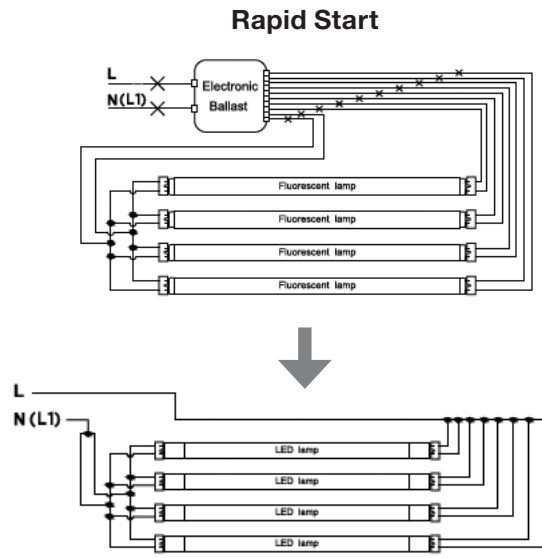 Rapid Start
L
N(L1)
Electronic
Ballast
Fluorescent lamp
Fluorescent lamp
Fluorescent lamp
Fluorescent lamp
L
N (L1)
LED lamp
LED lamp
LED lamp
LED lamp